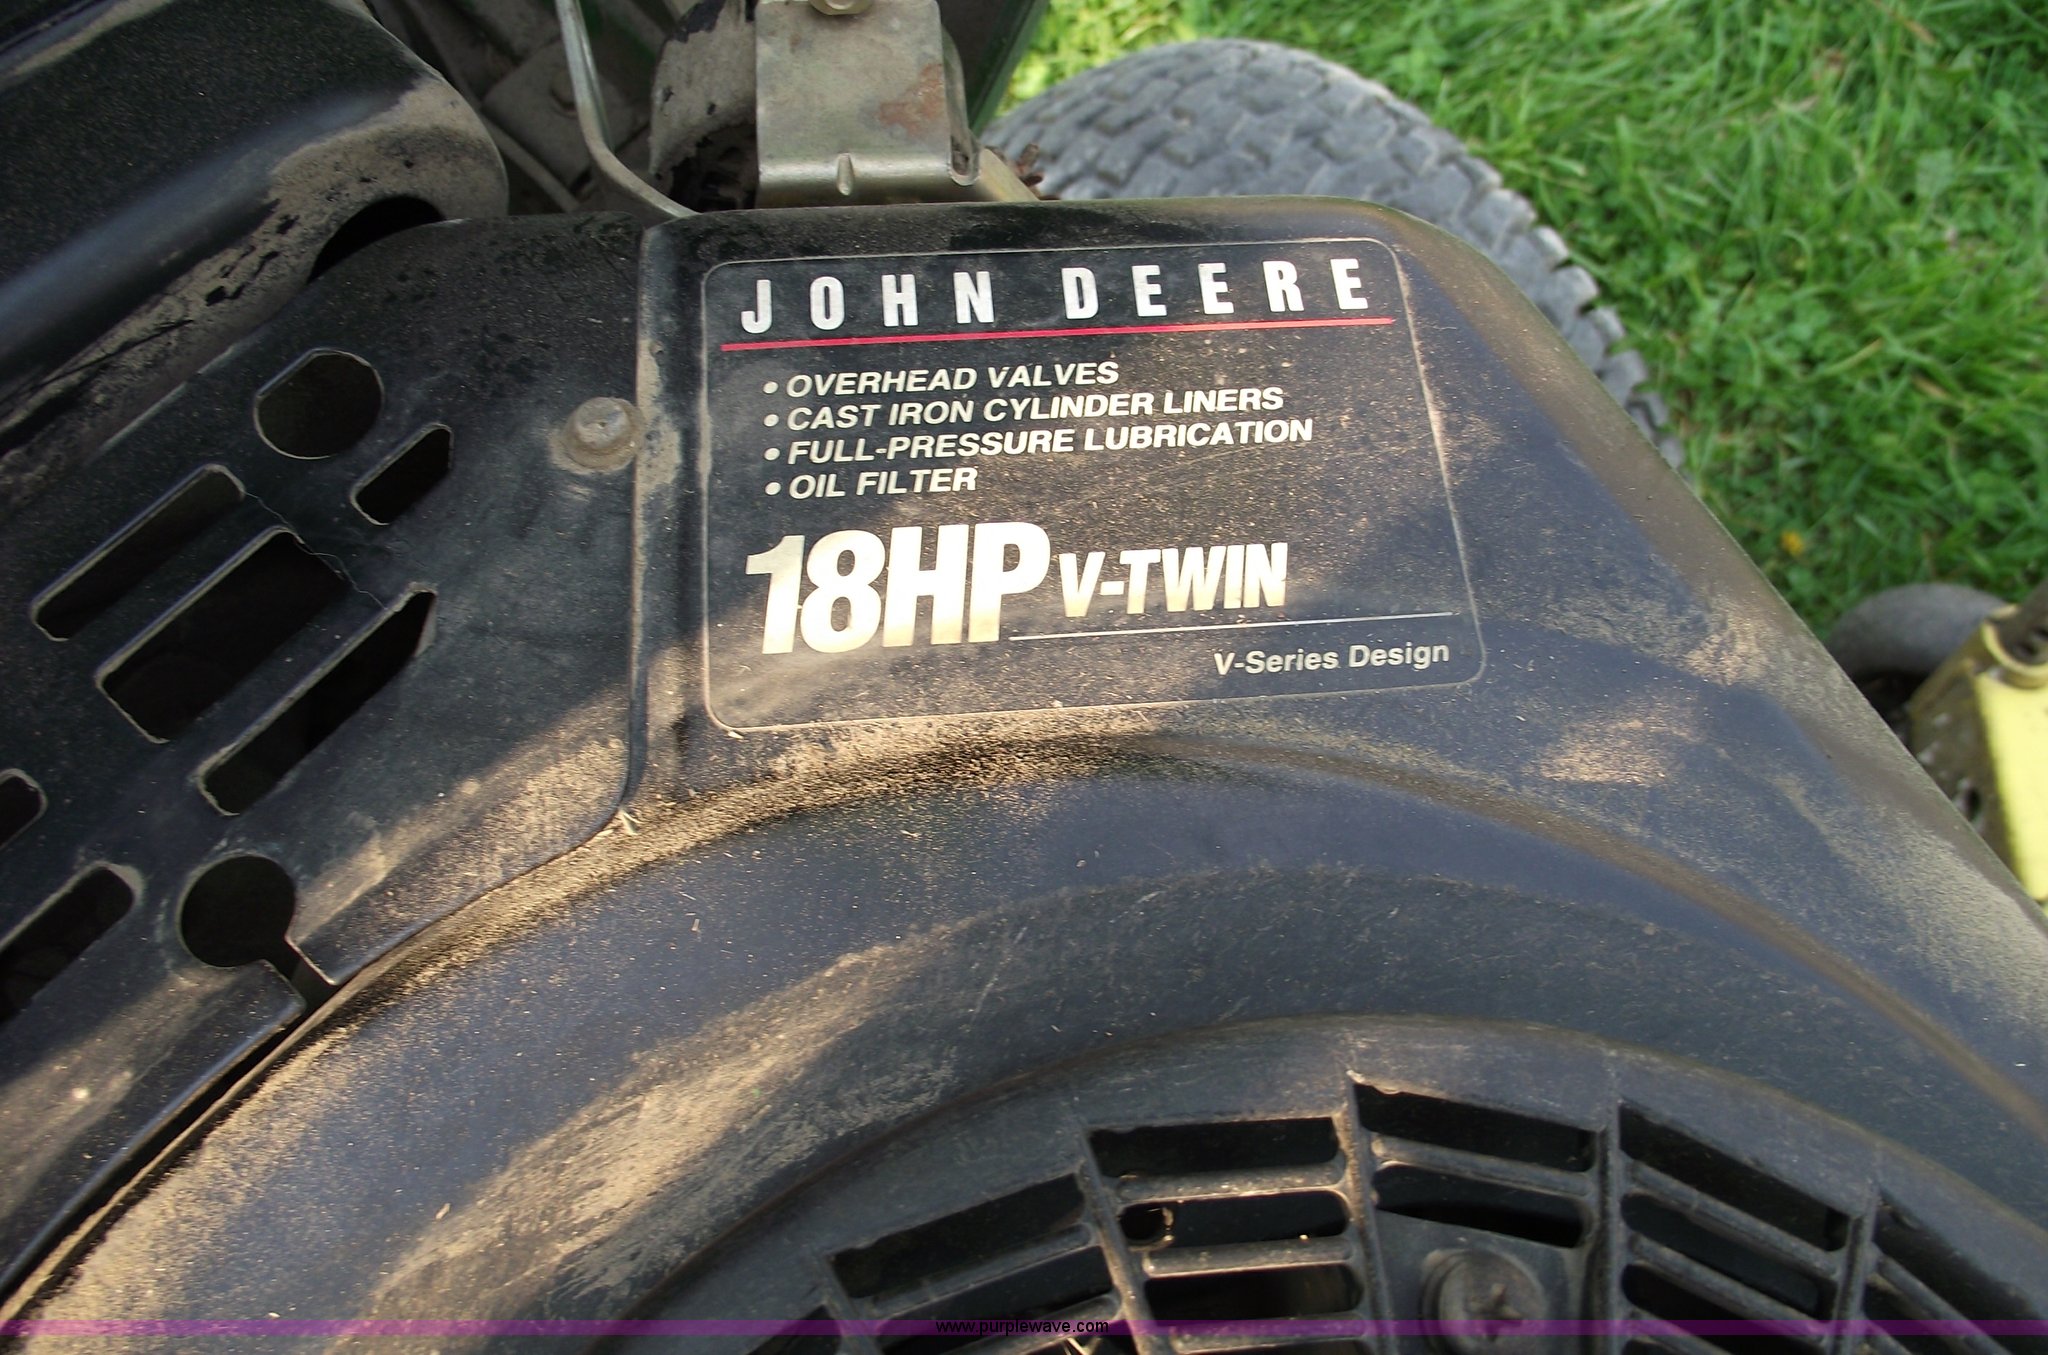 JOHN DEERE
• OVERHEAD VALVES
• CAST IRON CYLINDER LINERS
• FULL-PRESSURE LUBRICATION
• OIL FILTER
18HP V-TWIN
V-Series Design
www.purplewave.com